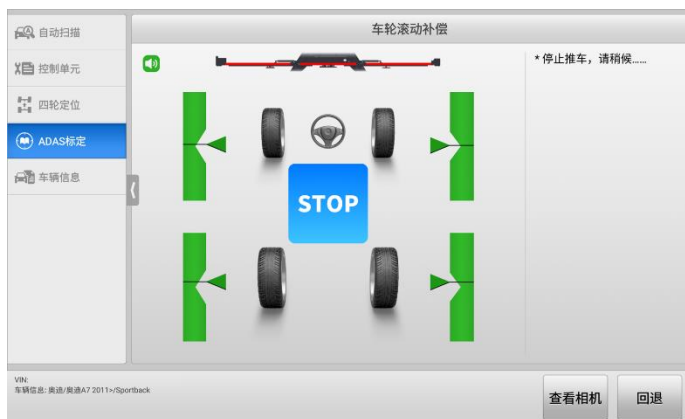 自动扫描
控制单元
四轮定位
ADAS标定
车辆信息
车轮滚动补偿
STOP
* 停止推车，请稍候......
VIN:
车辆信息: 奥迪/奥迪A7 2011>/Sportback
查看相机
回退